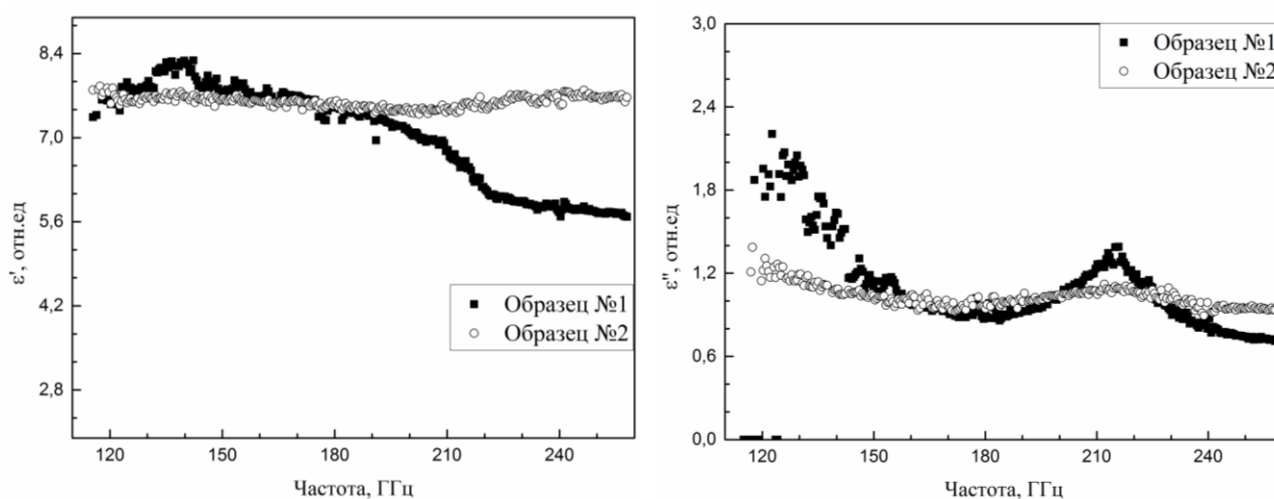 8,4
7,0
5,6
4,2
2,8
ε', отн.ед
Образец №1
Образец №2
120 150 180 210 240
Частота, ГГц
3,0
2,4
1,8
1,2
0,6
0,0
ε", отн.ед
Образец №1
Образец №2
120 150 180 210 240
Частота, ГГц